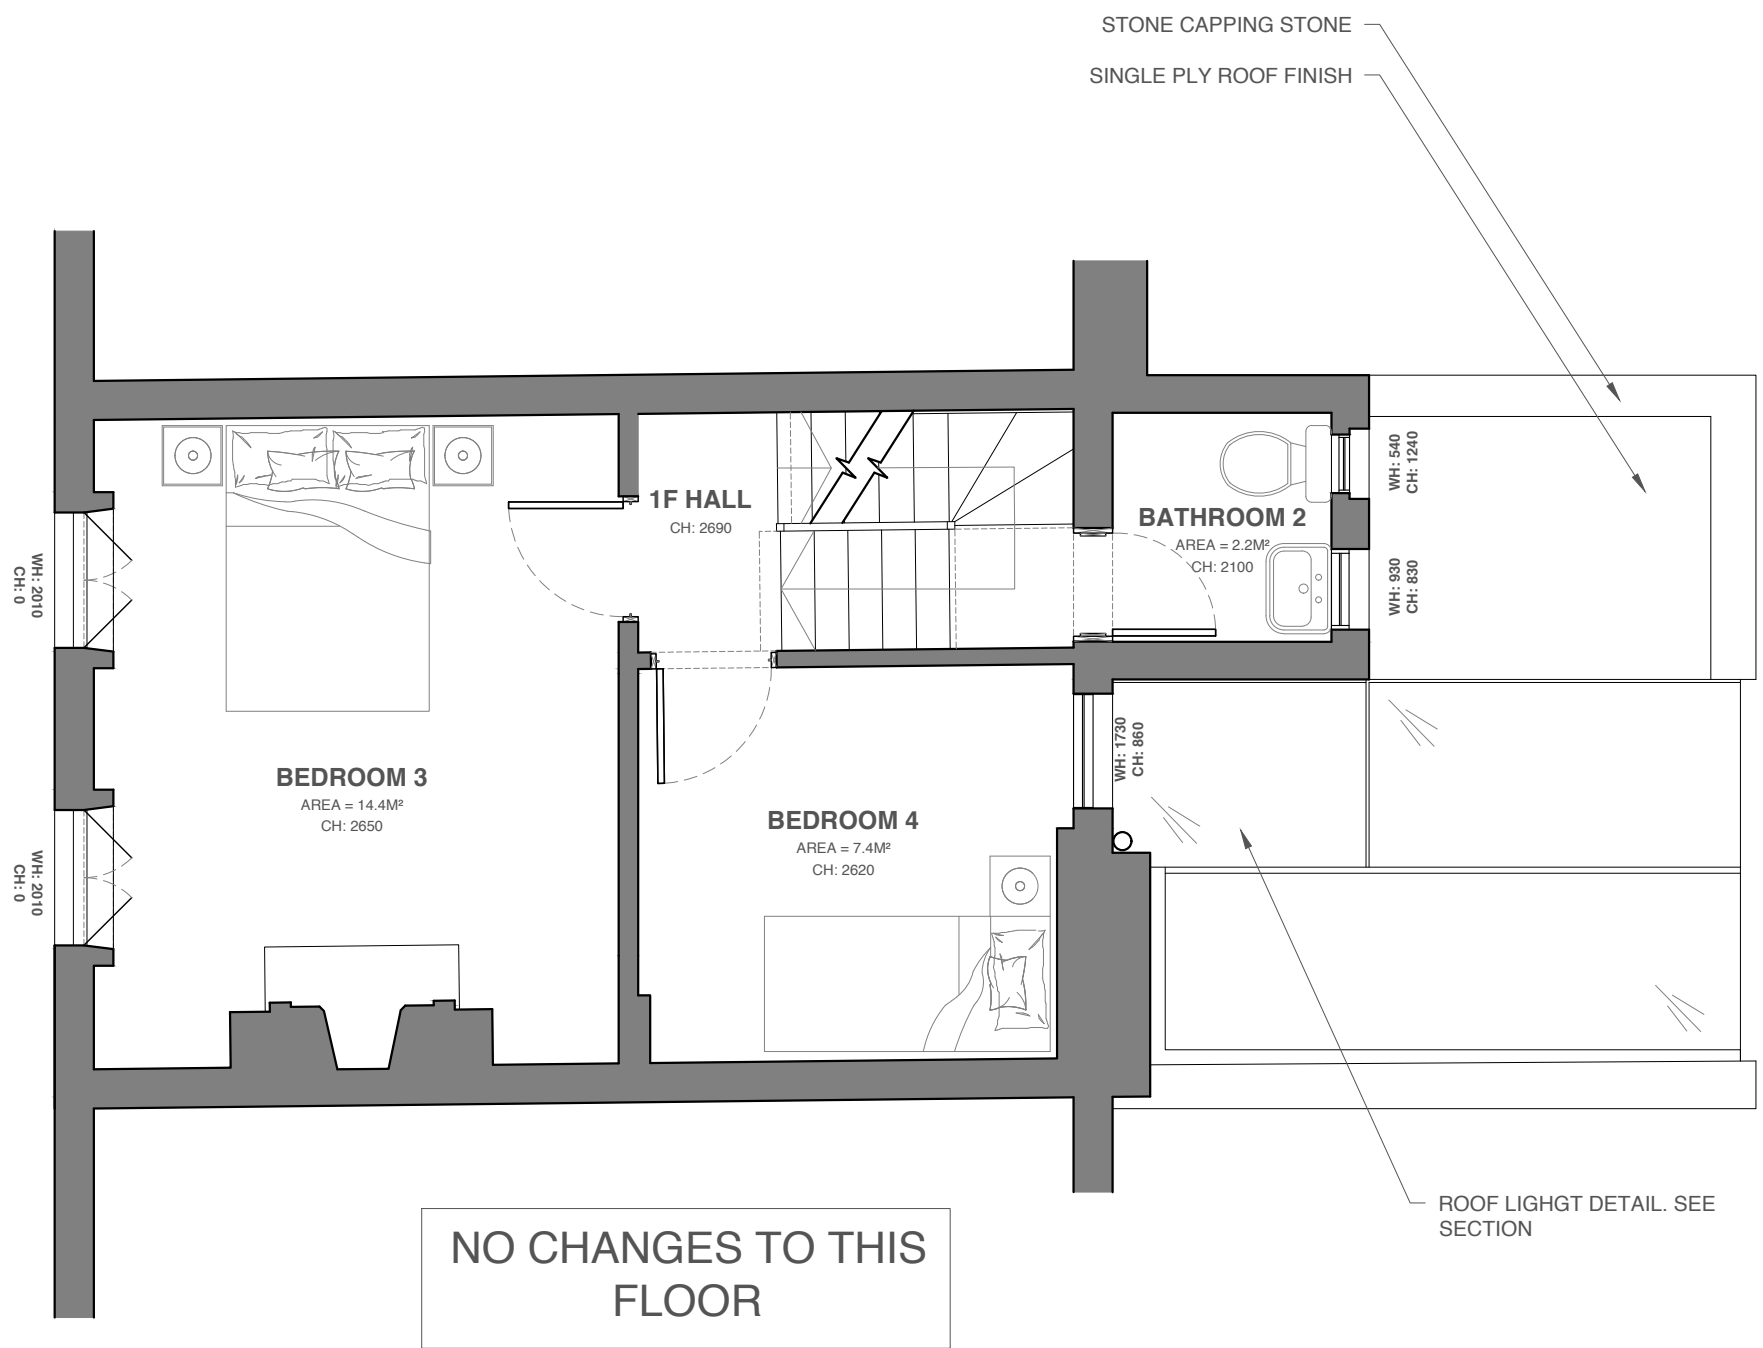 STONE CAPPING STONE
SINGLE PLY ROOF FINISH
WH: 540
CH: 1240
1F HALL
CH: 2690
BATHROOM 2
AREA = 2.2M²
CH: 2100
WH: 2010
CH: 0
WH: 930
CH: 830
WH: 1730
CH: 860
BEDROOM 3
AREA = 14.4M²
CH: 2650
BEDROOM 4
AREA = 7.4M²
CH: 2620
WH: 2010
CH: 0
ROOF LIGHGT DETAIL. SEE
SECTION
NO CHANGES TO THIS
FLOOR